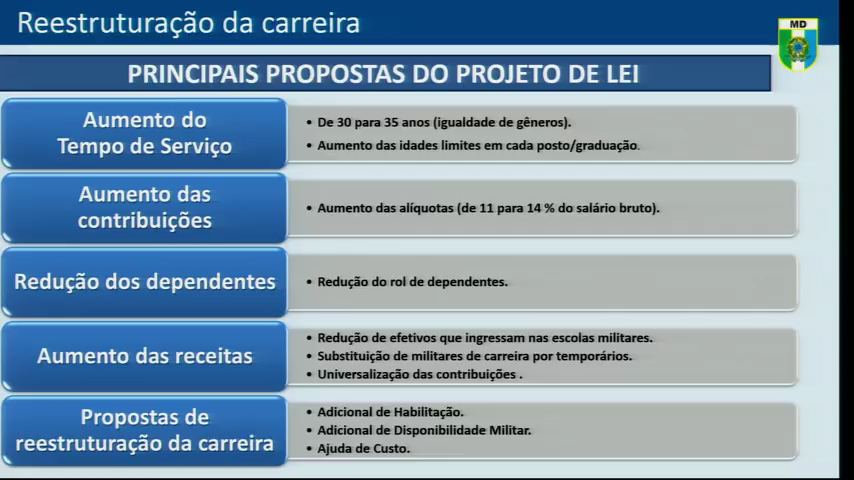 Reestruturação da carreira
MD
PRINCIPAIS PROPOSTAS DO PROJETO DE LEI
Aumento do
Tempo de Serviço
• De 30 para 35 anos (igualdade de gêneros).
• Aumento das idades limites em cada posto/graduação.
Aumento das
contribuições
• Aumento das alíquotas (de 11 para 14 % do salário bruto).
Redução dos dependentes
• Redução do rol de dependentes.
Aumento das receitas
• Redução de efetivos que ingressam nas escolas militares.
• Substituição de militares de carreira por temporários.
• Universalização das contribuições .
Propostas de
reestruturação da carreira
• Adicional de Habilitação.
• Adicional de Disponibilidade Militar.
• Ajuda de Custo.